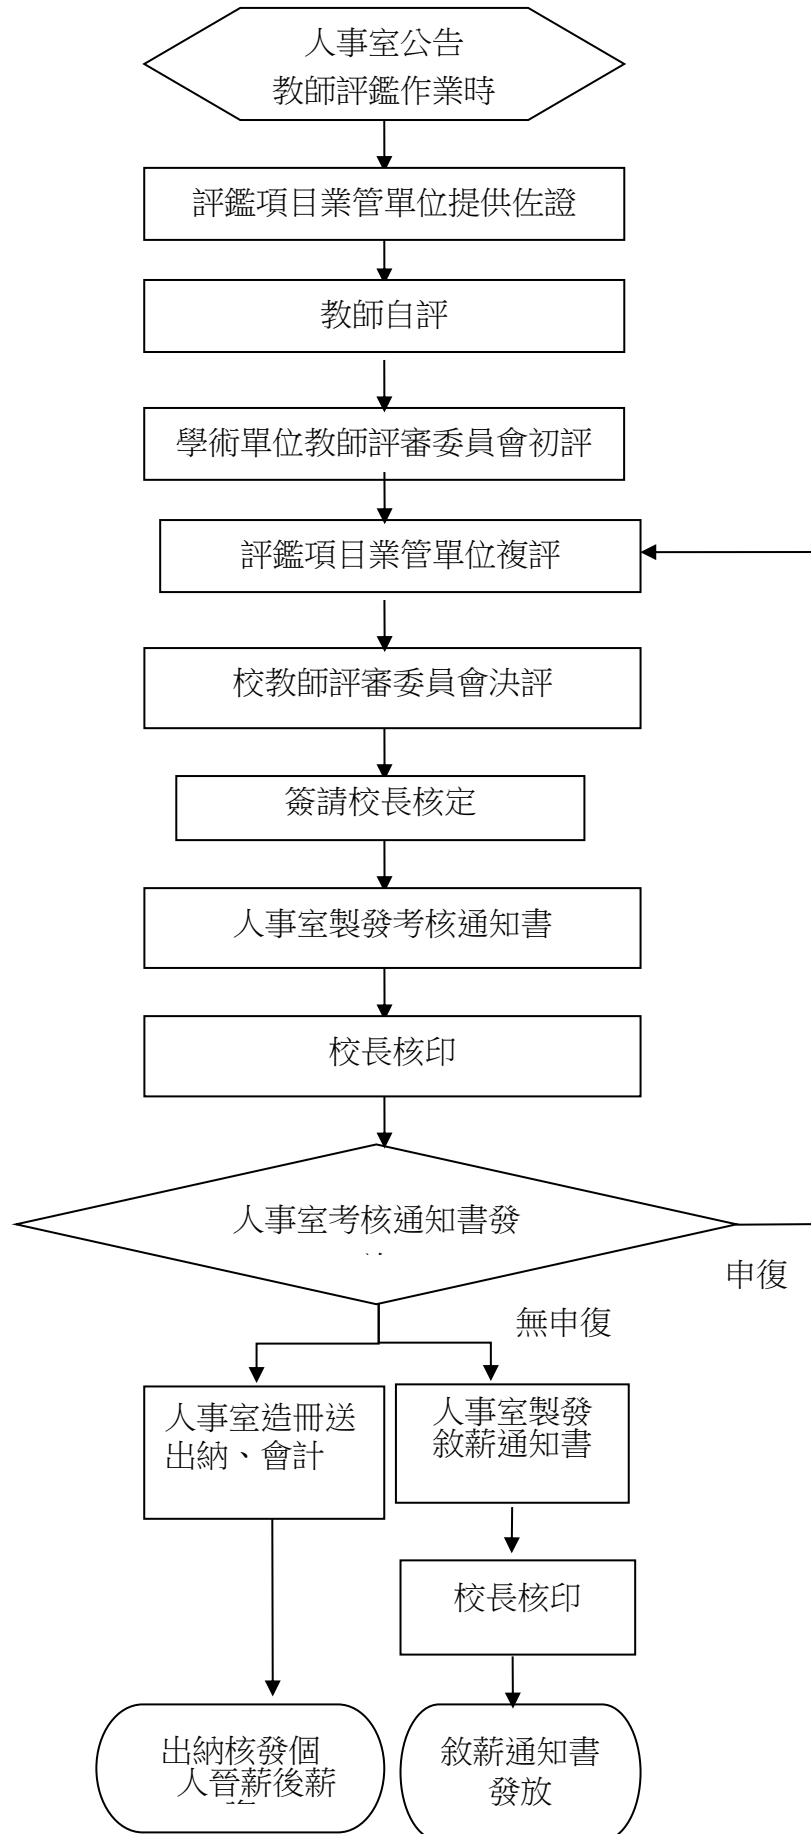 人事室公告
教師評鑑作業時
評鑑項目業管單位提供佐證
教師自評
學術單位教師評審委員會初評
評鑑項目業管單位複評
校教師評審委員會決評
簽請校長核定
人事室製發考核通知書
校長核印
人事室考核通知書發
申復
無申復
人事室造冊送
出納、會計
人事室製發
敘薪通知書
校長核印
出納核發個
人晉薪後薪
敘薪通知書
發放